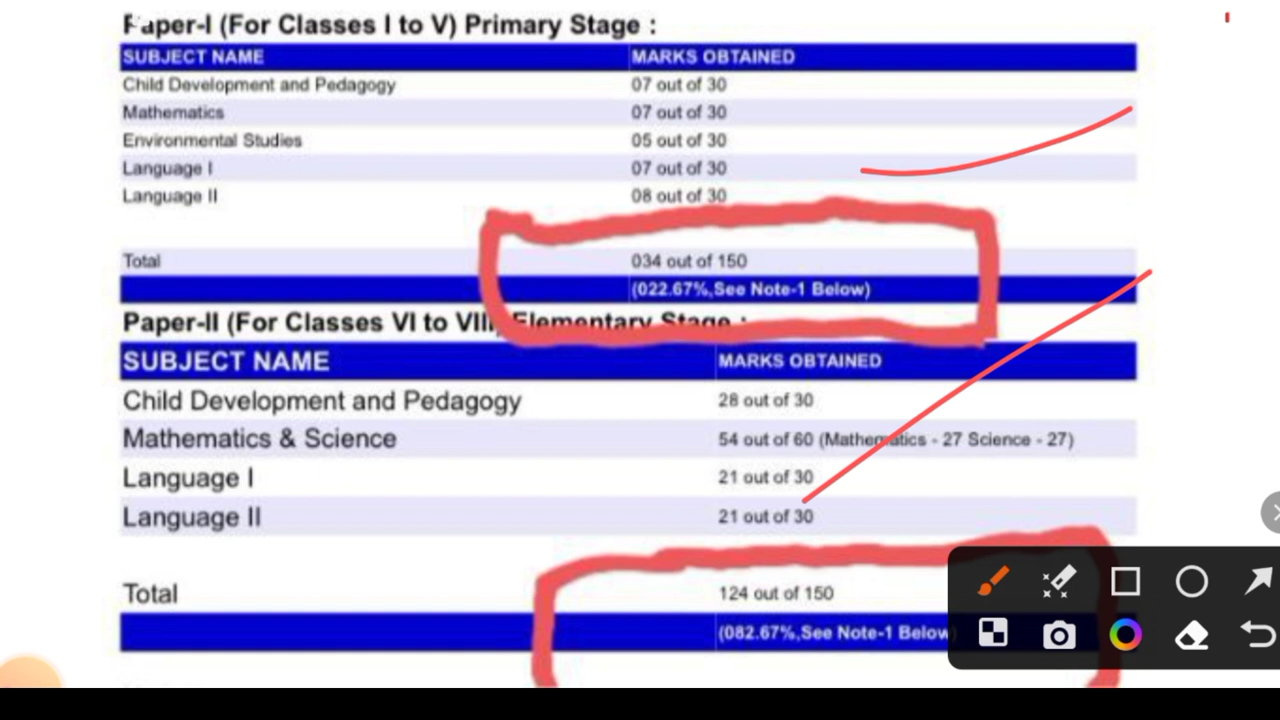 Paper-I (For Classes I to V) Primary Stage :
SUBJECT NAME MARKS OBTAINED
Child Development and Pedagogy 07 out of 30
Mathematics 07 out of 30
Environmental Studies 05 out of 30
Language I 07 out of 30
Language II 08 out of 30
Total 034 out of 150
(022.67%,See Note-1 Below)
Paper-II (For Classes VI to VIII) Elementary Stage :
SUBJECT NAME MARKS OBTAINED
Child Development and Pedagogy 28 out of 30
Mathematics & Science 54 out of 60 (Mathematics - 27 Science - 27)
Language I 21 out of 30
Language II 21 out of 30
Total 124 out of 150
(082.67%,See Note-1 Below